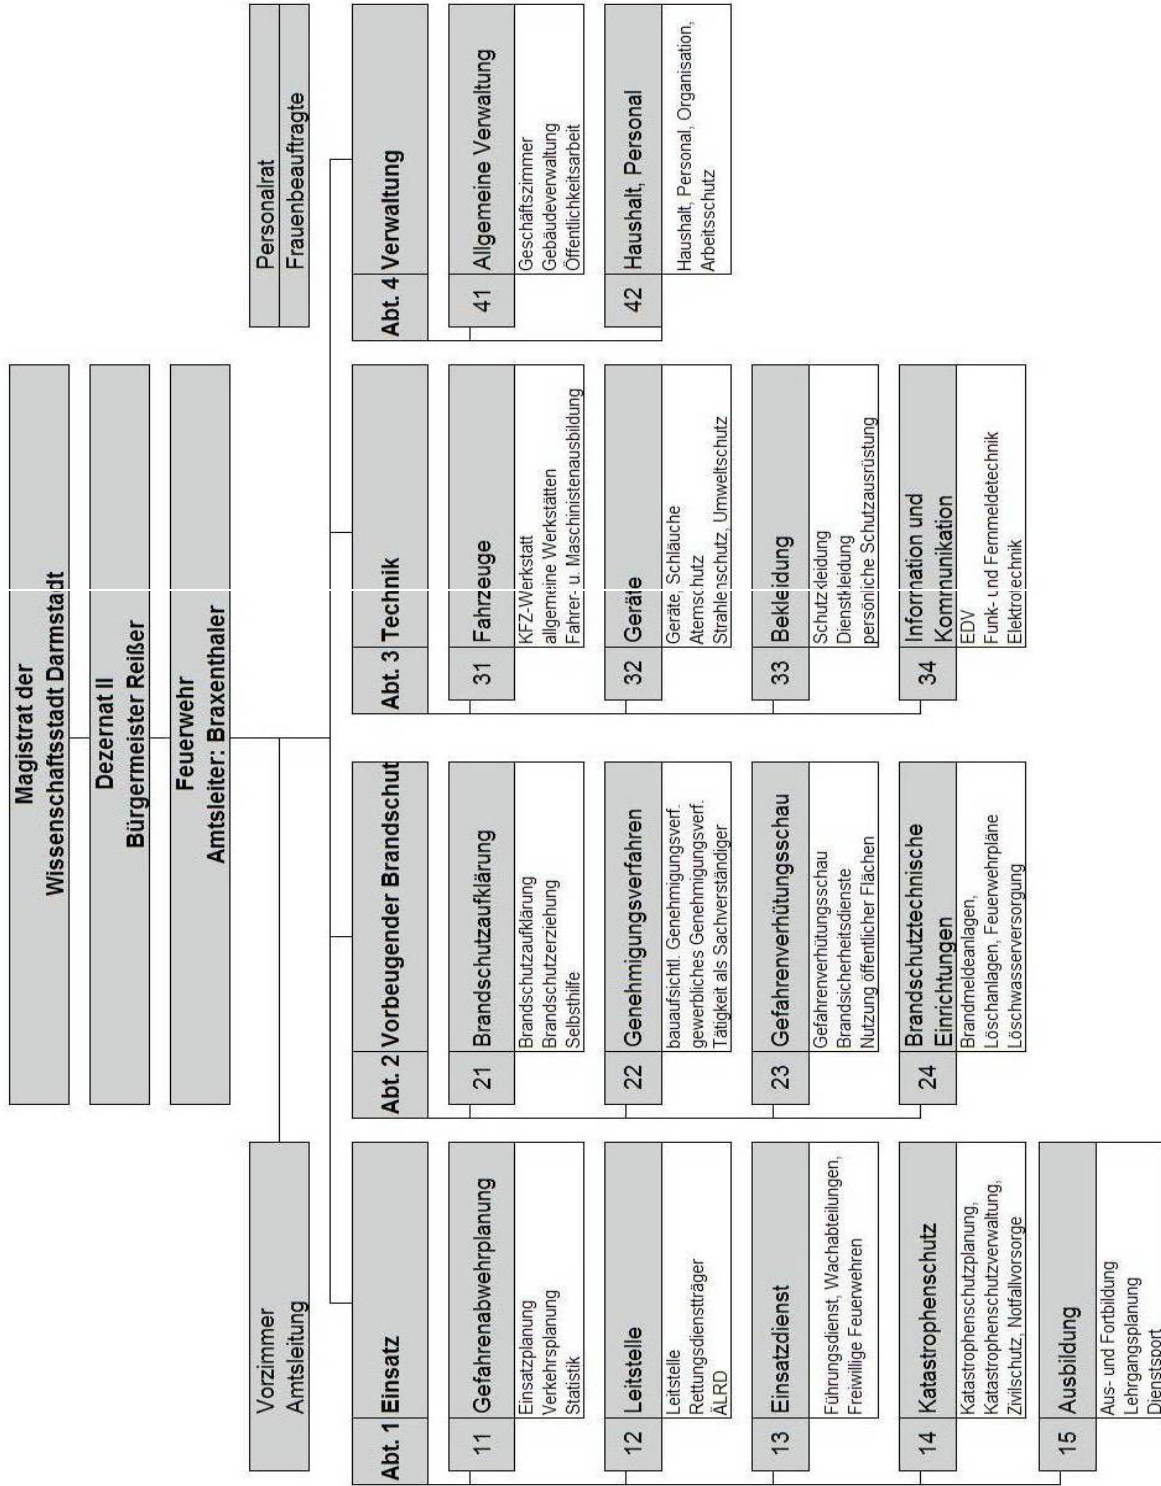 Magistrat der
Wissenschaftsstadt Darmstadt
Dezernat II
Bürgermeister Reißer
Feuerwehr
Amtsleiter: Braxenthaler
Vorzimmer
Amtsleitung
Personalrat
Frauenbeauftragte
Abt. 1 Einsatz
11 Gefahrenabwehrplanung
Einsatzplanung
Verkehrsplanung
Statistik
12 Leitstelle
Leitstelle
Rettungsdienstträger
ÄLRD
13 Einsatzdienst
Führungsdienst, Wachabteilungen,
Freiwillige Feuerwehren
14 Katastrophenschutz
Katastrophenschutzplanung,
Katastrophenschutzverwaltung,
Zivilschutz, Notfallvorsorge
15 Ausbildung
Aus- und Fortbildung
Lehrgangsplanung
Dienstsport
Abt. 2 Vorbeugender Brandschut
21 Brandschutzaufklärung
Brandschutzaufklärung
Brandschutzerziehung
Selbsthilfe
22 Genehmigungsverfahren
bauaufsichtl. Genehmigungsverf.
gewerbliches Genehmigungsverf.
Tätigkeit als Sachverständiger
23 Gefahrenverhütungsschau
Gefahrenverhütungsschau
Brandsicherheitsdienste
Nutzung öffentlicher Flächen
24 Brandschutztechnische
Einrichtungen
Brandmeldeanlagen,
Löschanlagen, Feuerwehrpläne
Löschwasserversorgung
Abt. 3 Technik
31 Fahrzeuge
KFZ-Werkstatt
allgemeine Werkstätten
Fahrer- u. Maschinistenausbildung
32 Geräte
Geräte, Schläuche
Atemschutz
Strahlenschutz, Umweltschutz
33 Bekleidung
Schutzkleidung
Dienstkleidung
persönliche Schutzausrüstung
34 Information und
Kommunikation
EDV
Funk- und Fernmeldetechnik
Elektrotechnik
Abt. 4 Verwaltung
41 Allgemeine Verwaltung
Geschäftszimmer
Gebäudeverwaltung
Öffentlichkeitsarbeit
42 Haushalt, Personal
Haushalt, Personal, Organisation,
Arbeitsschutz